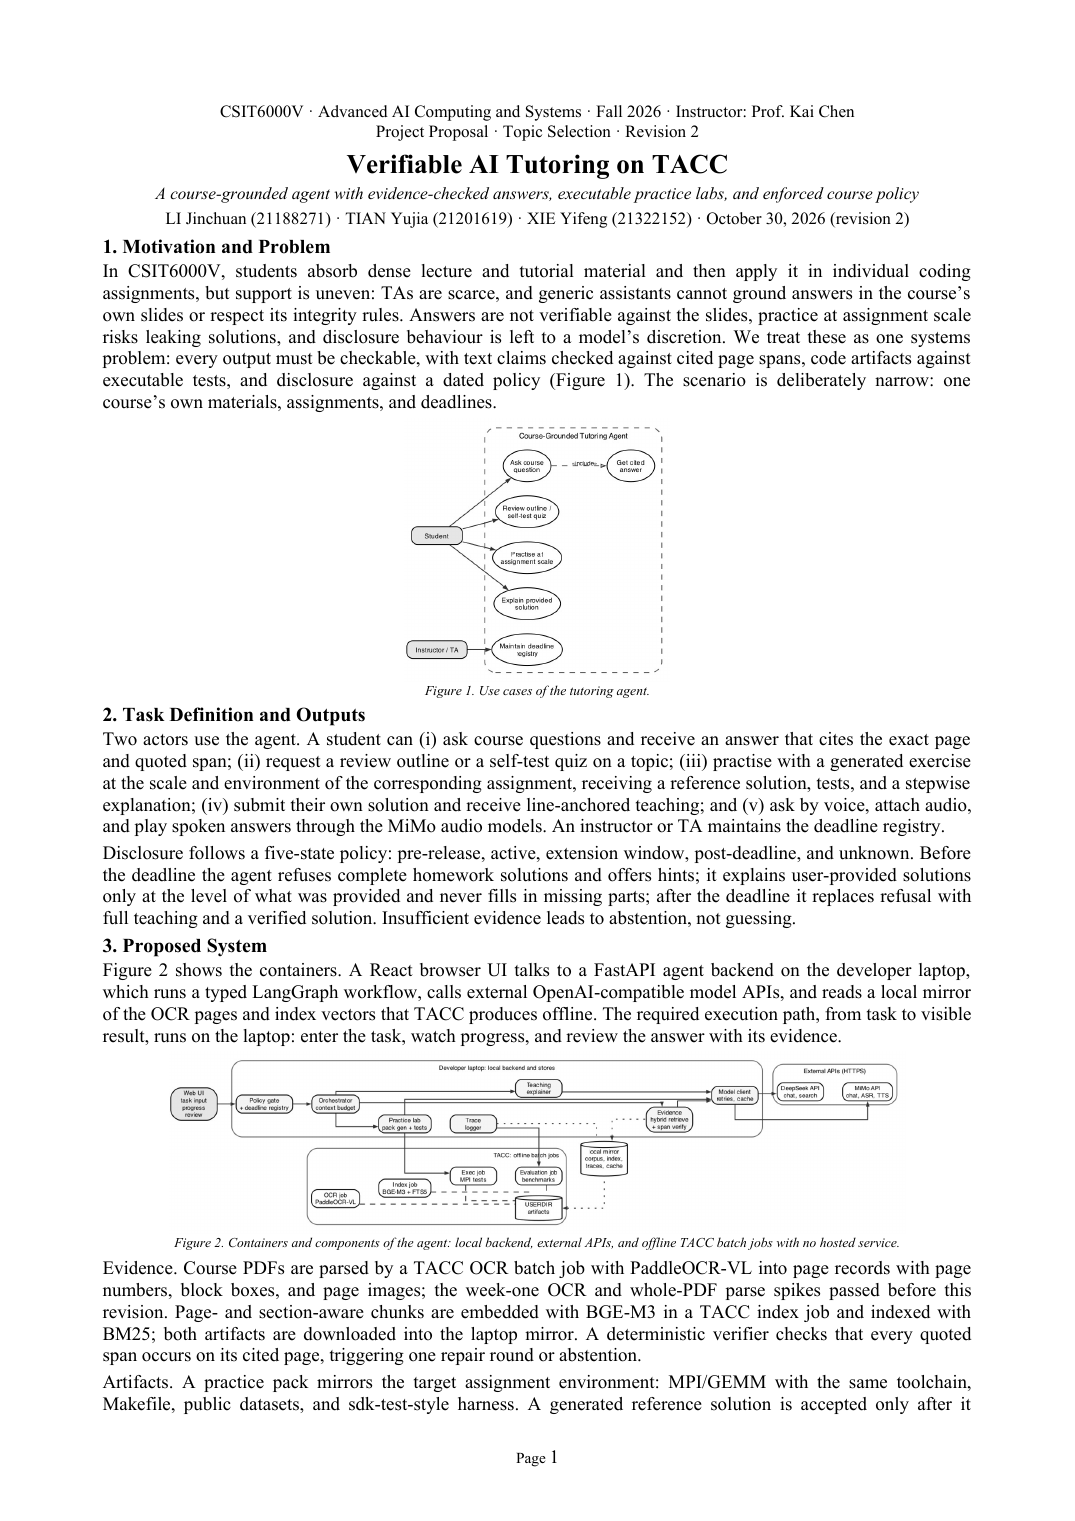 CSIT6000V · Advanced AI Computing and Systems · Fall 2026 · Instructor: Prof. Kai Chen
Project Proposal · Topic Selection · Revision 2
Verifiable AI Tutoring on TACC
A course-grounded agent with evidence-checked answers, executable practice labs, and enforced course policy
LI Jinchuan (21188271) · TIAN Yujia (21201619) · XIE Yifeng (21322152) · October 30, 2026 (revision 2)
1. Motivation and Problem
In CSIT6000V, students absorb dense lecture and tutorial material and then apply it in individual coding
assignments, but support is uneven: TAs are scarce, and generic assistants cannot ground answers in the course's
own slides or respect its integrity rules. Answers are not verifiable against the slides, practice at assignment scale
risks leaking solutions, and disclosure behaviour is left to a model's discretion. We treat these as one systems
problem: every output must be checkable, with text claims checked against cited page spans, code artifacts against
executable tests, and disclosure against a dated policy (Figure 1). The scenario is deliberately narrow: one
course's own materials, assignments, and deadlines.
Course-Grounded Tutoring Agent
Ask course
question
Get cited
answer
Review outline /
self-test quiz
Student
Practise at
assignment scale
Explain provided
solution
Instructor / TA
Maintain deadline
registry
Figure 1. Use cases of the tutoring agent.
2. Task Definition and Outputs
Two actors use the agent. A student can (i) ask course questions and receive an answer that cites the exact page
and quoted span; (ii) request a review outline or a self-test quiz on a topic; (iii) practise with a generated exercise
at the scale and environment of the corresponding assignment, receiving a reference solution, tests, and a stepwise
explanation; (iv) submit their own solution and receive line-anchored teaching; and (v) ask by voice, attach audio,
and play spoken answers through the MiMo audio models. An instructor or TA maintains the deadline registry.
Disclosure follows a five-state policy: pre-release, active, extension window, post-deadline, and unknown. Before
the deadline the agent refuses complete homework solutions and offers hints; it explains user-provided solutions
only at the level of what was provided and never fills in missing parts; after the deadline it replaces refusal with
full teaching and a verified solution. Insufficient evidence leads to abstention, not guessing.
3. Proposed System
Figure 2 shows the containers. A React browser UI talks to a FastAPI agent backend on the developer laptop,
which runs a typed LangGraph workflow, calls external OpenAI-compatible model APIs, and reads a local mirror
of the OCR pages and index vectors that TACC produces offline. The required execution path, from task to visible
result, runs on the laptop: enter the task, watch progress, and review the answer with its evidence.
Developer laptop: local backend and stores
External APIs (HTTPS)
Web UI
task input
progress
review
Policy gate
+ deadline registry
Orchestrator
context budget
Teaching
explainer
Model client
retries, cache
DeepSeek API
chat, search
MiMo API
chat, ASR, TTS
Practice lab
pack gen + tests
Trace
logger
Evidence
hybrid retrieve
+ span verify
local mirror
corpus, index,
traces, cache
TACC: offline batch jobs
Exec job
MPI tests
Evaluation job
benchmarks
Index job
BGE-M3 + FTS5
OCR job
PaddleOCR-VL
USERDIR
artifacts
Figure 2. Containers and components of the agent: local backend, external APIs, and offline TACC batch jobs with no hosted service.
Evidence. Course PDFs are parsed by a TACC OCR batch job with PaddleOCR-VL into page records with page
numbers, block boxes, and page images; the week-one OCR and whole-PDF parse spikes passed before this
revision. Page- and section-aware chunks are embedded with BGE-M3 in a TACC index job and indexed with
BM25; both artifacts are downloaded into the laptop mirror. A deterministic verifier checks that every quoted
span occurs on its cited page, triggering one repair round or abstention.
Artifacts. A practice pack mirrors the target assignment environment: MPI/GEMM with the same toolchain,
Makefile, public datasets, and sdk-test-style harness. A generated reference solution is accepted only after it
Page 1